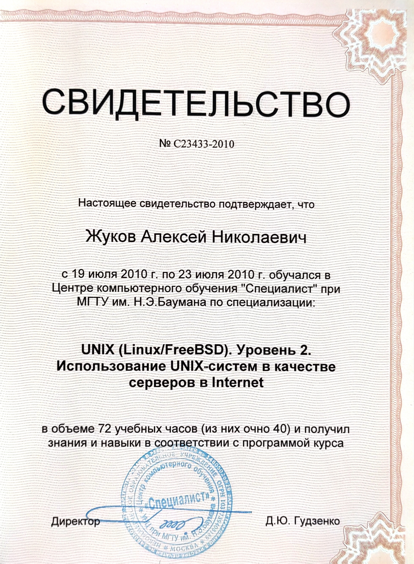 СВИДЕТЕЛЬСТВО
№ С23433-2010
Настоящее свидетельство подтверждает, что
Жуков Алексей Николаевич
с 19 июля 2010 г. по 23 июля 2010 г. обучался в
Центре компьютерного обучения "Специалист" при
МГТУ им. Н.Э.Баумана по специализации:
UNIX (Linux/FreeBSD). Уровень 2.
Использование UNIX-систем в качестве
серверов в Internet
в объеме 72 учебных часов (из них очно 40) и получил
знания и навыки в соответствии с программой курса
Центр компьютерного обучения
«Специалист»
при МГТУ им. Н.Э.
МОСКВА
Директор
Д.Ю. Гудзенко